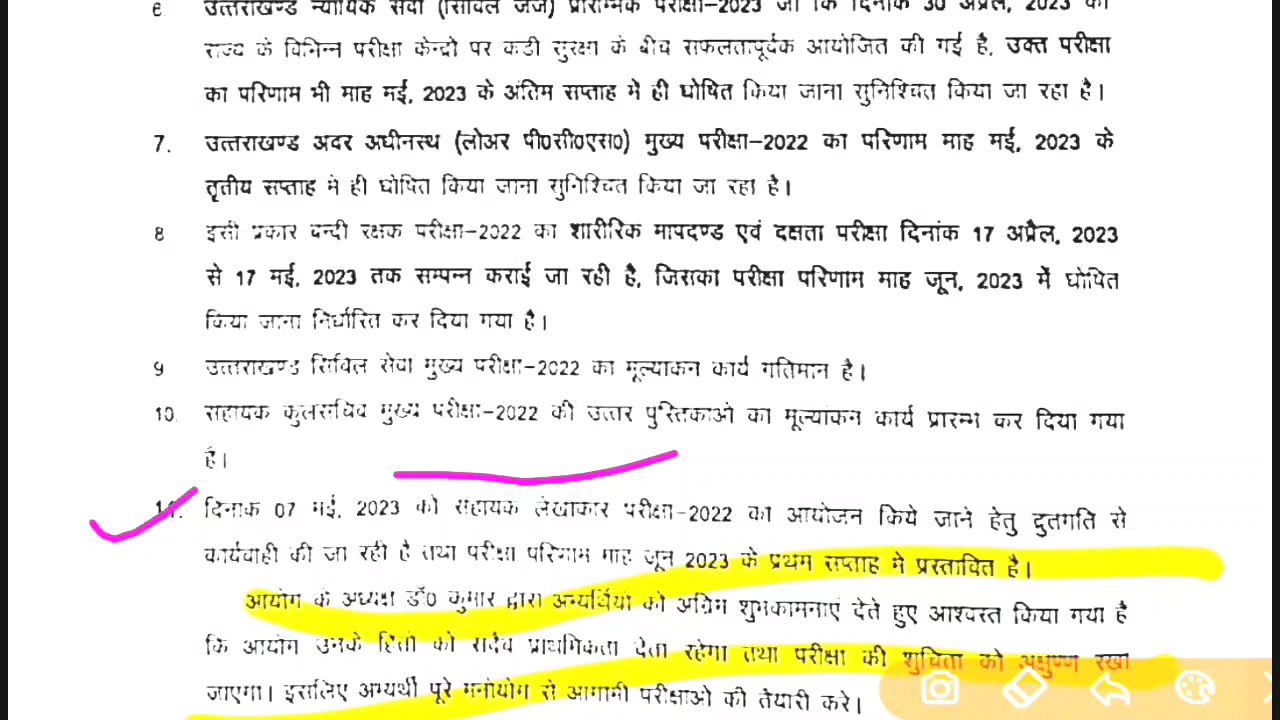 6. उत्तराखण्ड न्यायिक सेवा (सिविल जज) प्रारम्भिक परीक्षा-2023 जो कि दिनांक 30 अप्रैल, 2023 को
राज्य के विभिन्न परीक्षा केन्द्रो पर कडी सुरक्षा के बीच सफलतापूर्वक आयोजित की गई है, उक्त परीक्षा
का परिणाम भी माह मई, 2023 के अंतिम सप्ताह में ही घोषित किया जाना सुनिश्चित किया जा रहा है।
7. उत्तराखण्ड अवर अधीनस्थ (लोअर पी0सी0एस0) मुख्य परीक्षा-2022 का परिणाम माह मई, 2023 के
तृतीय सप्ताह मे ही घोषित किया जाना सुनिश्चित किया जा रहा है।
8 इसी प्रकार बन्दी रक्षक परीक्षा-2022 का शारीरिक मापदण्ड एवं दक्षता परीक्षा दिनांक 17 अप्रैल, 2023
से 17 मई, 2023 तक सम्पन्न कराई जा रही है, जिसका परीक्षा परिणाम माह जून, 2023 में घोषित
किया जाना निर्धारित कर दिया गया है।
9 उत्तराखण्ड सिविल सेवा मुख्य परीक्षा-2022 का मूल्याकन कार्य गतिमान है।
10. सहायक कुलसचिव मुख्य परीक्षा-2022 की उत्तर पुस्तिकाओ का मूल्यांकन कार्य प्रारम्भ कर दिया गया
है।
11. दिनाक 07 मई, 2023 को सहायक लेखाकार परीक्षा-2022 का आयोजन किये जाने हेतु द्रुतगति से
कार्यवाही की जा रही है तथा परीक्षा परिणाम माह जून 2023 के प्रथम सप्ताह मे प्रस्तावित है।
आयोग के अध्यक्ष डॉ0 कुमार द्वारा अभ्यर्थियो को अग्रिम शुभकामनाएं देते हुए आश्वस्त किया गया है
कि आयोग उनके हितो को सदैव प्राथमिकता देता रहेगा तथा परीक्षा की शुचिता को अक्षुण्ण रखा
जाएगा। इसलिए अभ्यर्थी पूरे मनोयोग से आगामी परीक्षाओ की तैयारी करे।